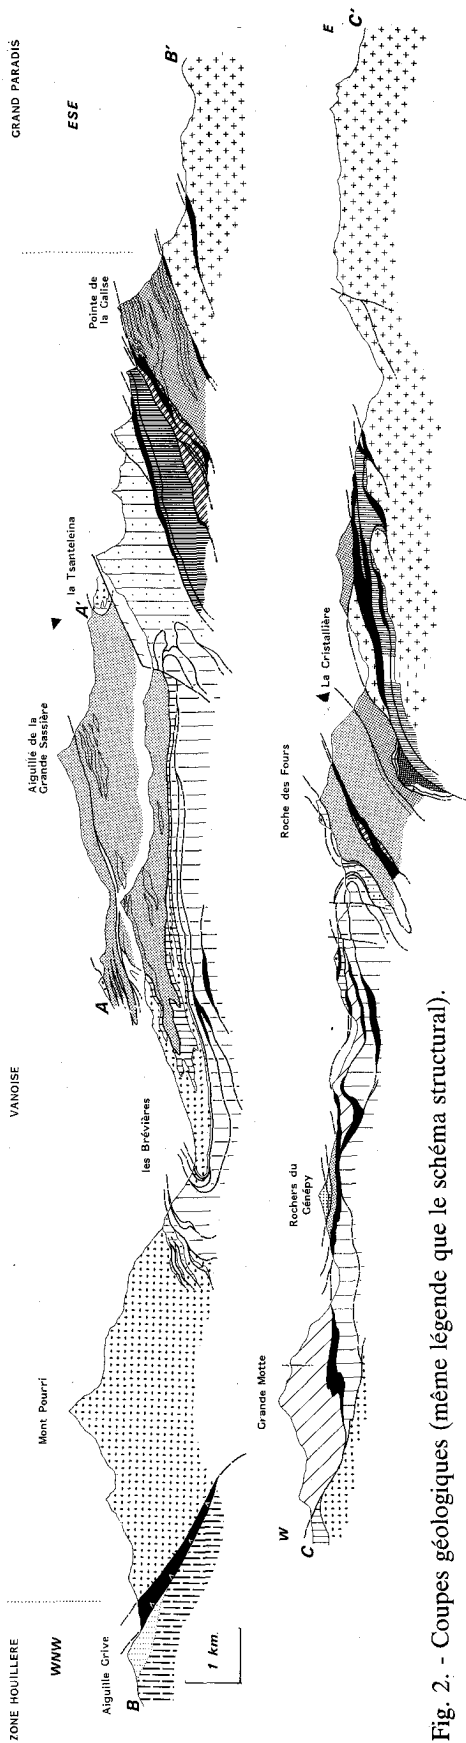 ZONE HOUILLERE
VANOISE
GRAND PARADIS
WNW
ESE
Aiguille Grive
Mont Pourri
les Brévières
Aiguille de la
Grande Sassière
la Tsanteleina
Pointe de
la Galise
B
A
A'
B'
1 km.
W
E
C
Grande Motte
Rochers du
Génépy
Roche des Fours
La Cristallière
C'
Fig. 2. - Coupes géologiques (même légende que le schéma structural).